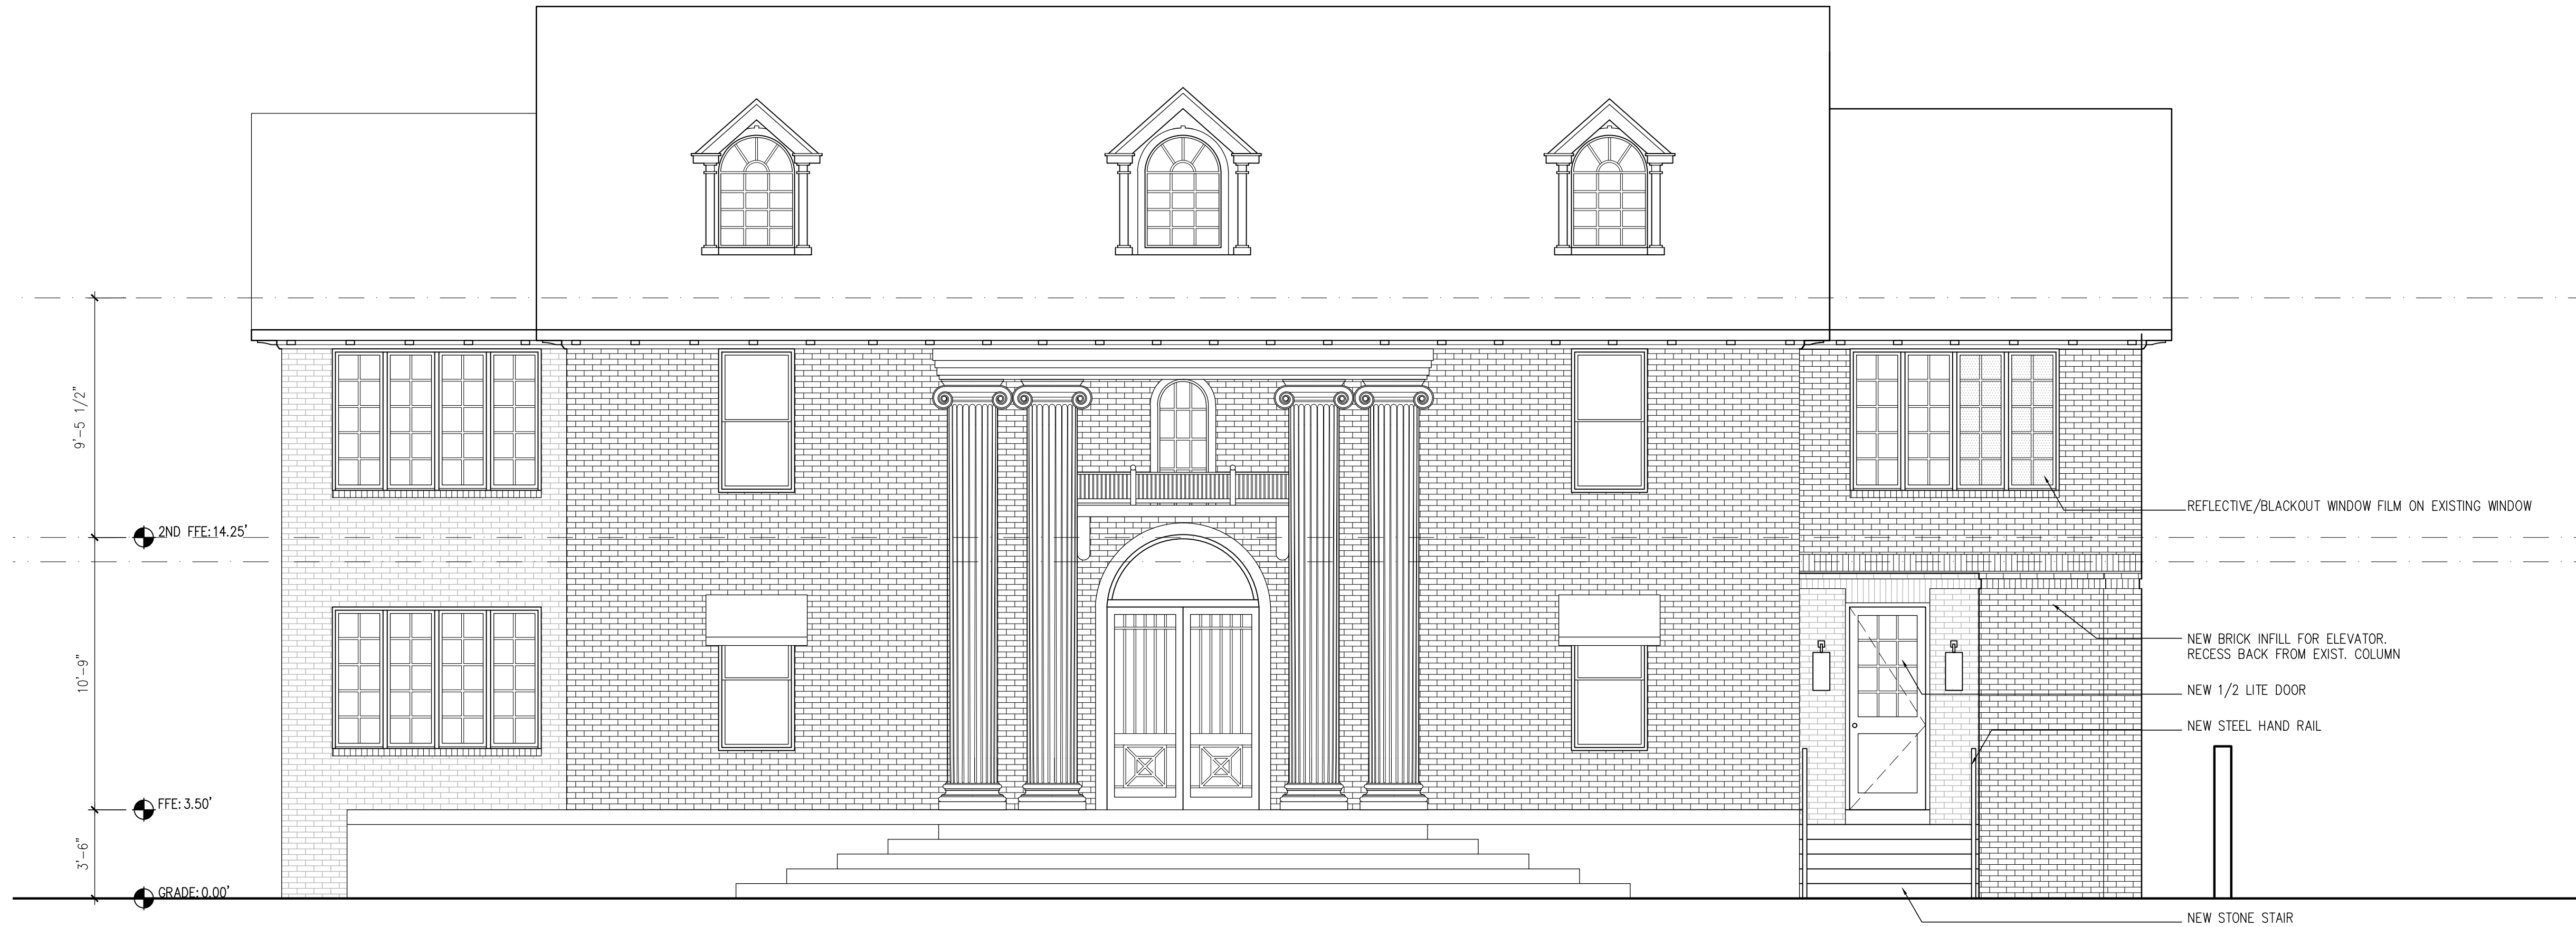 9'-5 1/2"
2ND FFE: 14.25'
10'-9"
FFE: 3.50'
3'-6"
GRADE: 0.00'
REFLECTIVE/BLACKOUT WINDOW FILM ON EXISTING WINDOW
NEW BRICK INFILL FOR ELEVATOR.
RECESS BACK FROM EXIST. COLUMN
NEW 1/2 LITE DOOR
NEW STEEL HAND RAIL
NEW STONE STAIR